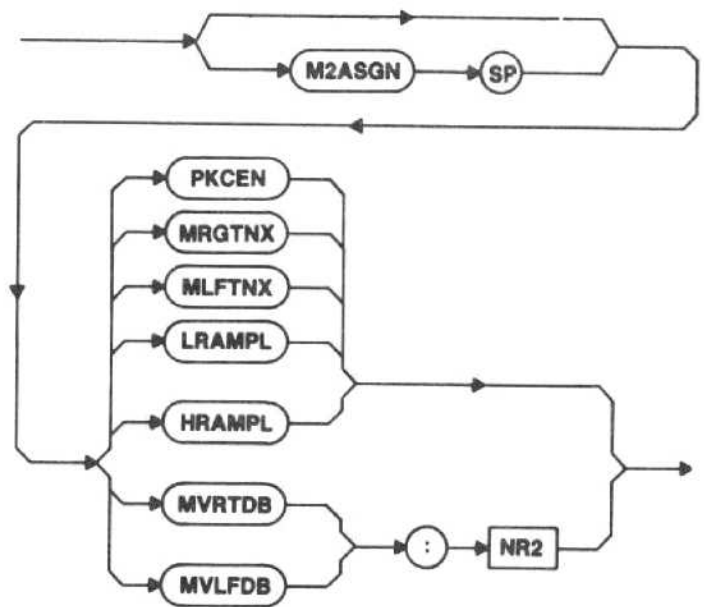 M2ASGN SP
PKCEN
MRGTNX
MLFTNX
LRAMPL
HRAMPL
MVRTDB
: NR2
MVLFDB